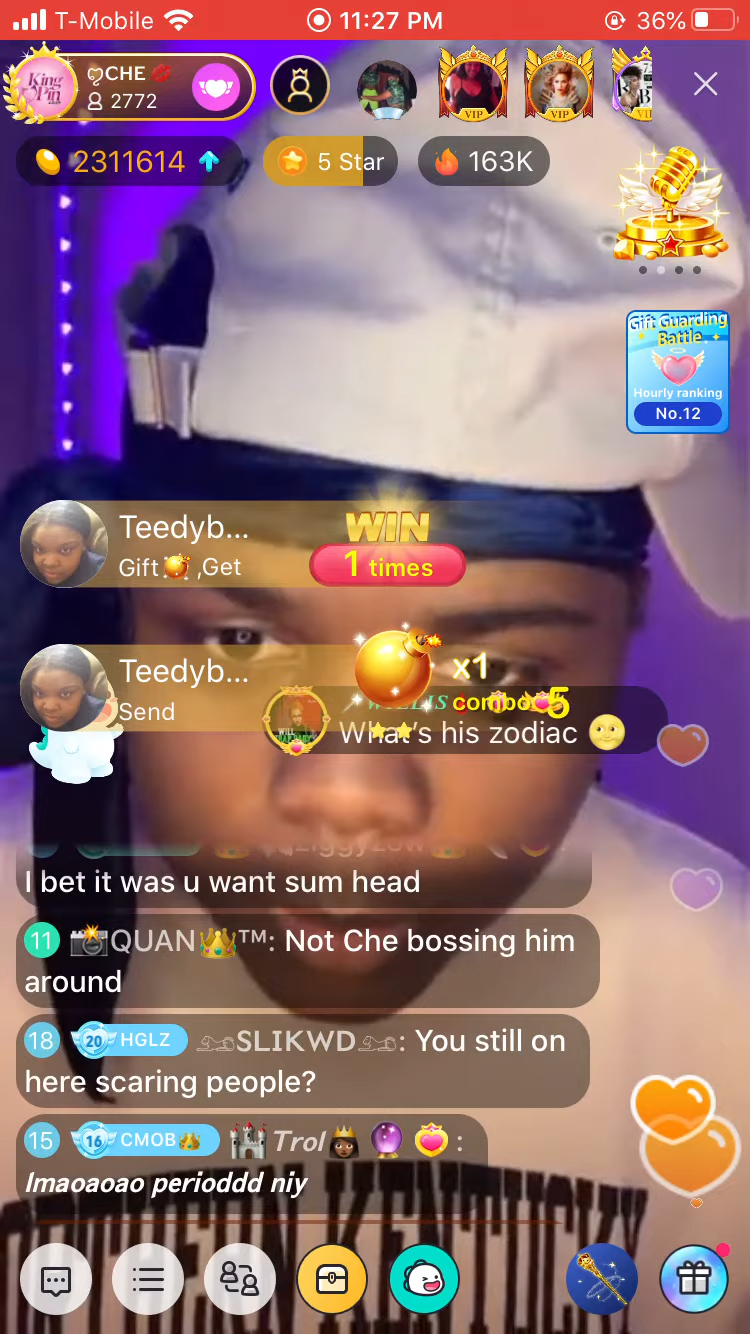 T-Mobile
11:27 PM
36%
King Pin
CHE 💋
2772
VIP
VIP
2311614
5 Star
163K
Gift Guarding
Battle
Hourly ranking
No.12
Teedyb...
Gift ,Get
WIN
1 times
Teedyb...
Send
x1
combo 5
What's his zodiac 🌝
I bet it was u want sum head
11 📸QUAN👑™: Not Che bossing him
around
18 20 HGLZ SLIKWD: You still on
here scaring people?
15 16 CMOB👑 🏰Trol👸🏾🔮 :
lmaoaoao perioddd niy
KENTUCKY